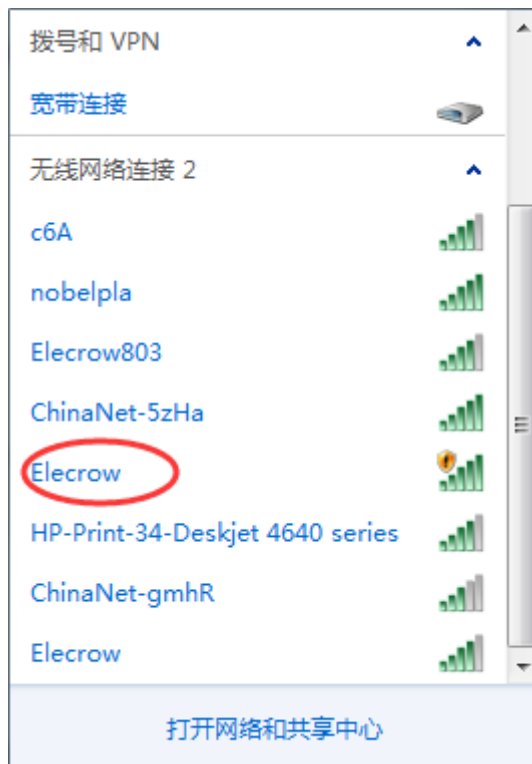 拨号和 VPN
宽带连接
无线网络连接 2
c6A
nobelpla
Elecrow803
ChinaNet-5zHa
Elecrow
HP-Print-34-Deskjet 4640 series
ChinaNet-gmhR
Elecrow
打开网络和共享中心